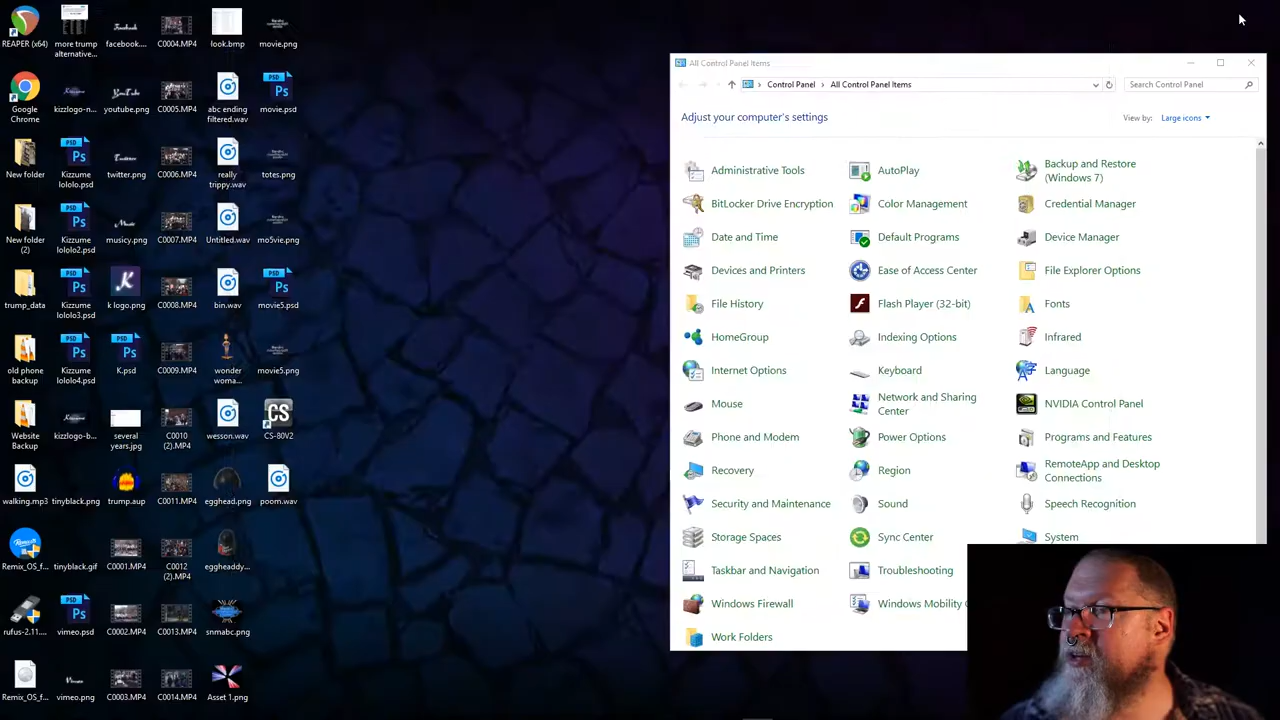 REAPER (x64)
more trump
alternative...
facebook....
C0004.MP4
look.bmp
movie.png
Google
Chrome
kizzlogo-n...
youtube.png
C0005.MP4
abc ending
filtered.wav
movie.psd
New folder
Kizzume
lololo.psd
twitter.png
C0006.MP4
really
trippy.wav
totes.png
New folder
(2)
Kizzume
lololo2.psd
musicy.png
C0007.MP4
Untitled.wav
mo5vie.png
trump_data
Kizzume
lololo3.psd
k logo.png
C0008.MP4
bin.wav
movie5.psd
old phone
backup
Kizzume
lololo4.psd
K.psd
C0009.MP4
wonder
woma...
movie5.png
Website
Backup
kizzlogo-b...
several
years.jpg
C0010
(2).MP4
wesson.wav
CS-80V2
walking.mp3
tinyblack.png
trump.aup
C0011.MP4
egghead.png
poom.wav
Remix_OS_f...
tinyblack.gif
C0001.MP4
C0012
(2).MP4
eggheaddy...
rufus-2.11....
vimeo.psd
C0002.MP4
C0013.MP4
snmabc.png
Remix_OS_f...
vimeo.png
C0003.MP4
C0014.MP4
Asset 1.png
All Control Panel Items
Control Panel > All Control Panel Items
Search Control Panel
Adjust your computer's settings
View by: Large icons
Administrative Tools
AutoPlay
Backup and Restore
(Windows 7)
BitLocker Drive Encryption
Color Management
Credential Manager
Date and Time
Default Programs
Device Manager
Devices and Printers
Ease of Access Center
File Explorer Options
File History
Flash Player (32-bit)
Fonts
HomeGroup
Indexing Options
Infrared
Internet Options
Keyboard
Language
Mouse
Network and Sharing
Center
NVIDIA Control Panel
Phone and Modem
Power Options
Programs and Features
Recovery
Region
RemoteApp and Desktop
Connections
Security and Maintenance
Sound
Speech Recognition
Storage Spaces
Sync Center
System
Taskbar and Navigation
Troubleshooting
Windows Firewall
Windows Mobility
Work Folders